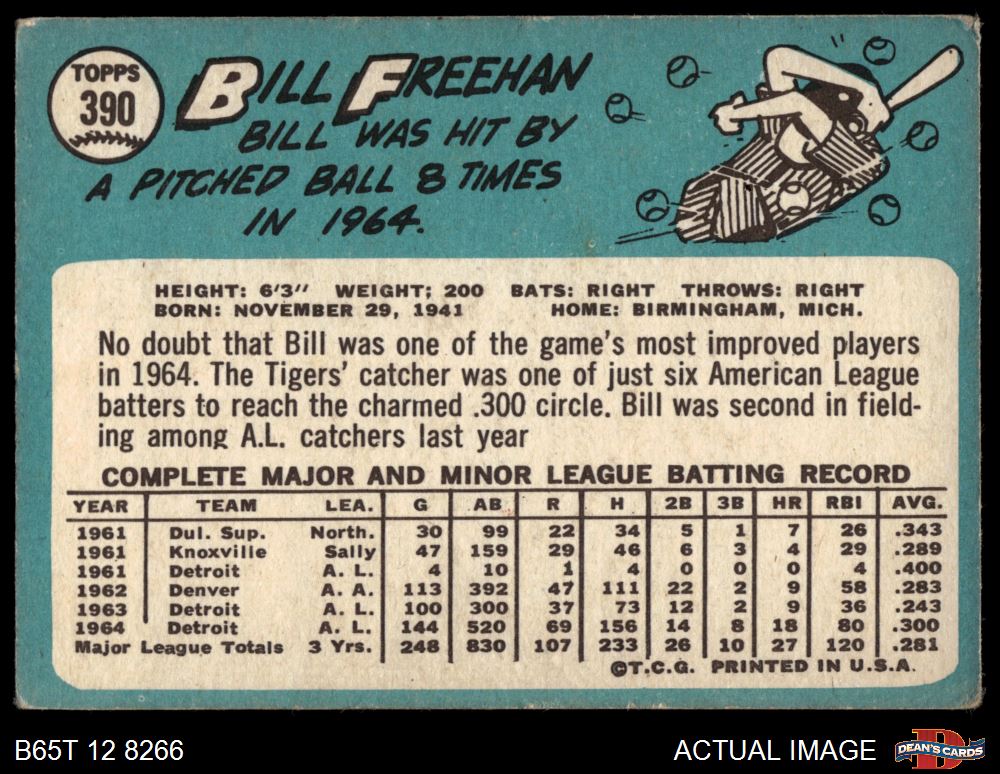 TOPPS
390
BILL FREEHAN
BILL WAS HIT BY
A PITCHED BALL 8 TIMES
IN 1964.
HEIGHT: 6'3" WEIGHT; 200 BATS: RIGHT THROWS: RIGHT
BORN: NOVEMBER 29, 1941 HOME: BIRMINGHAM, MICH.
No doubt that Bill was one of the game's most improved players
in 1964. The Tigers' catcher was one of just six American League
batters to reach the charmed .300 circle. Bill was second in field-
ing among A.L. catchers last year
COMPLETE MAJOR AND MINOR LEAGUE BATTING RECORD
YEAR TEAM LEA. G AB R H 2B 3B HR RBI AVG.
1961 Dul. Sup. North. 30 99 22 34 5 1 7 26 .343
1961 Knoxville Sally 47 159 29 46 6 3 4 29 .289
1961 Detroit A. L. 4 10 1 4 0 0 0 4 .400
1962 Denver A. A. 113 392 47 111 22 2 9 58 .283
1963 Detroit A. L. 100 300 37 73 12 2 9 36 .243
1964 Detroit A. L. 144 520 69 156 14 8 18 80 .300
Major League Totals 3 Yrs. 248 830 107 233 26 10 27 120 .281
©T.C.G. PRINTED IN U.S.A.
B65T 12 8266 ACTUAL IMAGE D DEAN'S CARDS